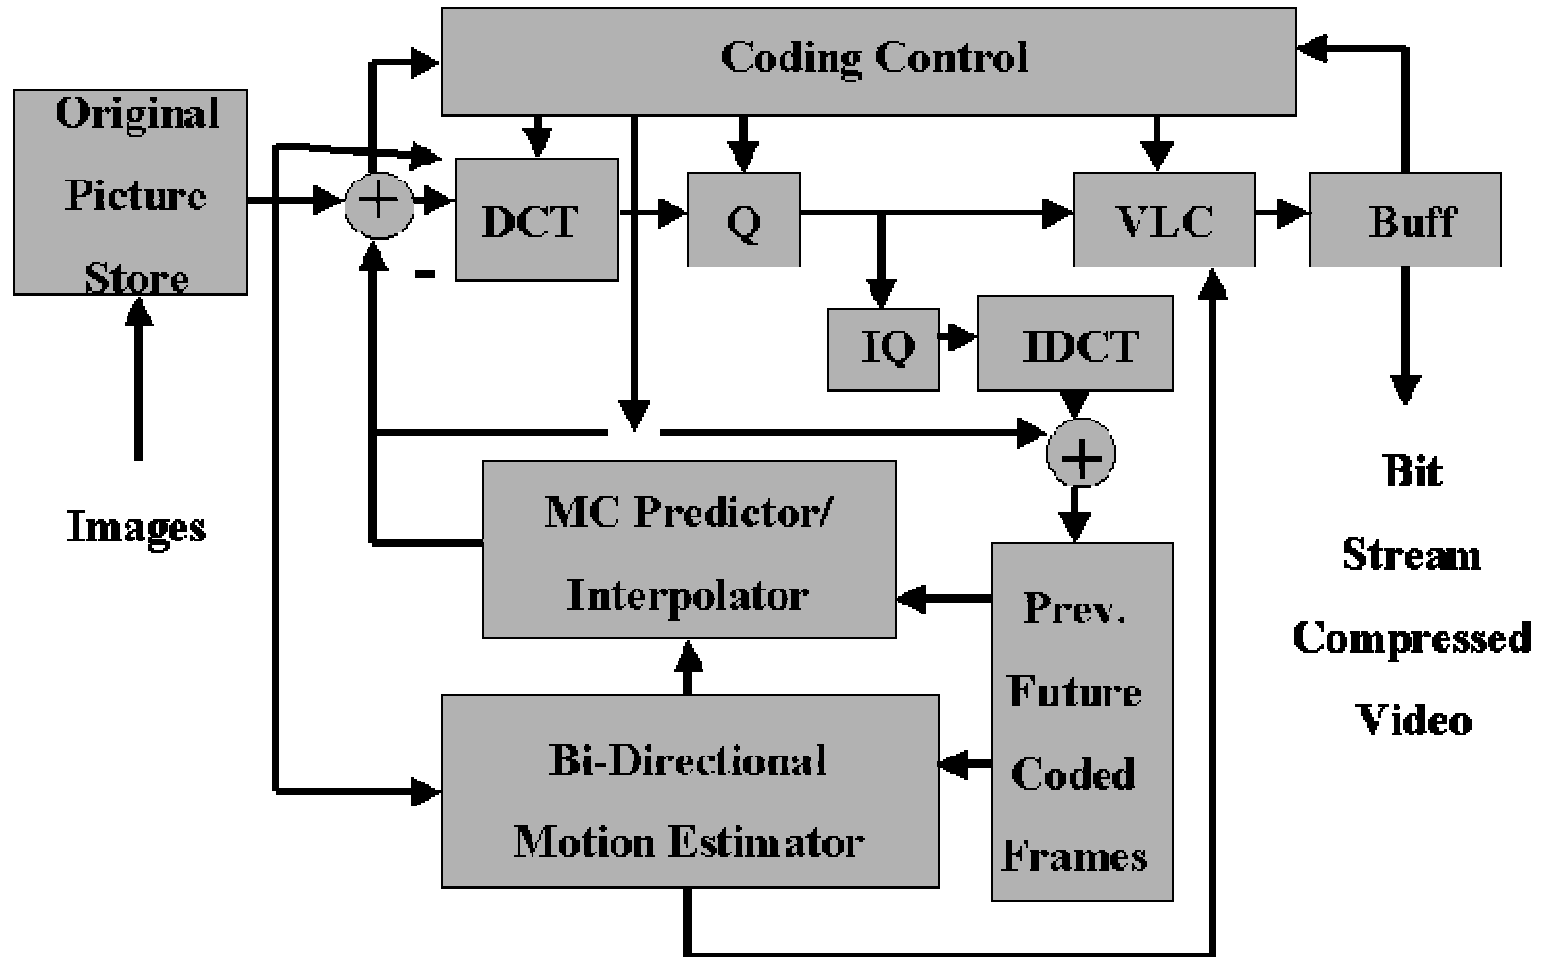 Coding Control
Original
Picture
Store
+
DCT
Q
VLC
Buff
-
IQ
IDCT
+
Images
MC Predictor/
Interpolator
Prev.
Future
Coded
Frames
Bi-Directional
Motion Estimator
Bit
Stream
Compressed
Video